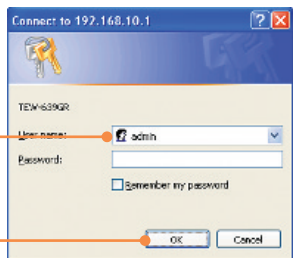 Connect to 192.168.10.1
TEW-639GR
User name:
admin
Password:
Remember my password
OK
Cancel